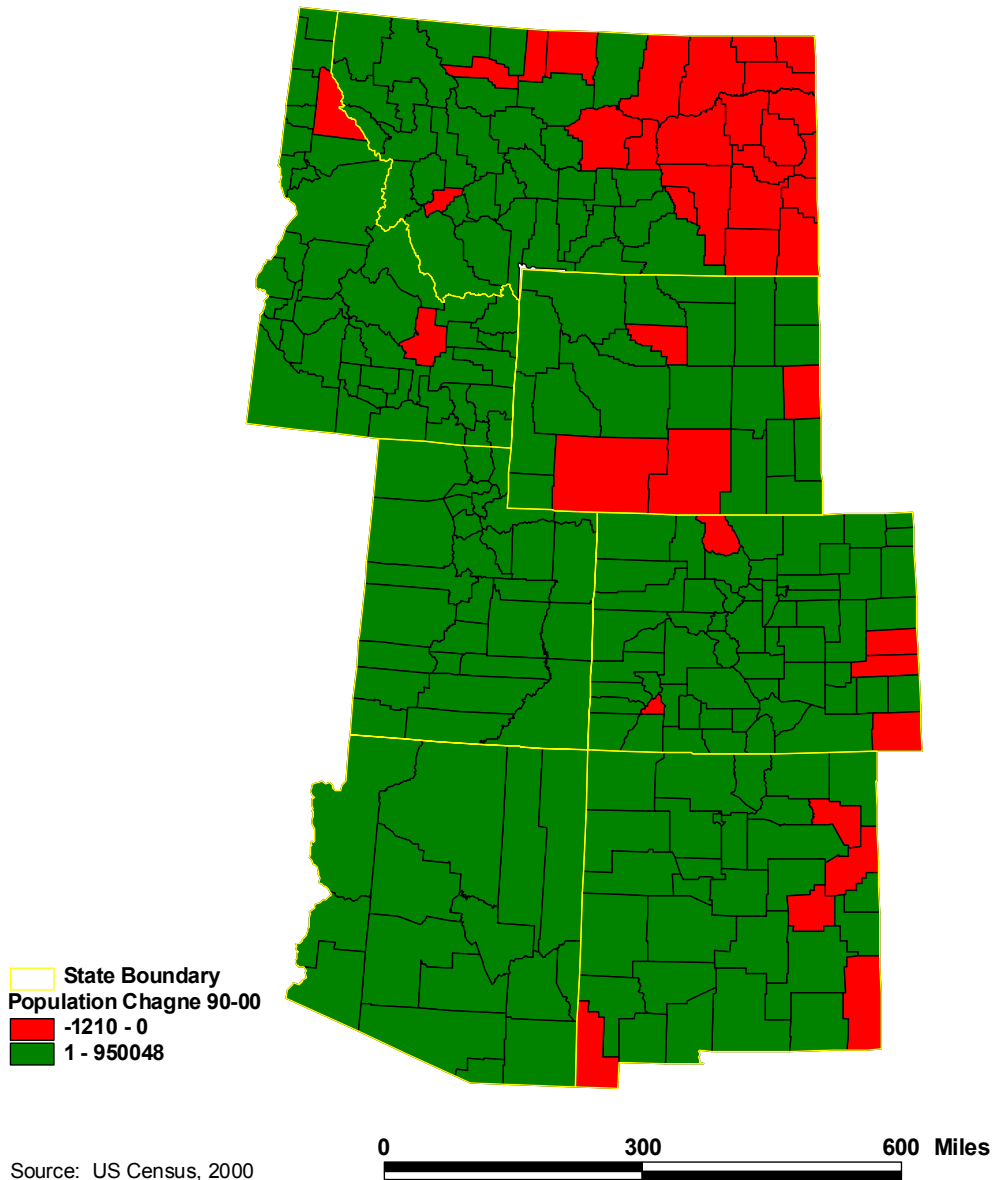 State Boundary
Population Chagne 90-00
-1210 - 0
1 - 950048
0 300 600 Miles
Source: US Census, 2000